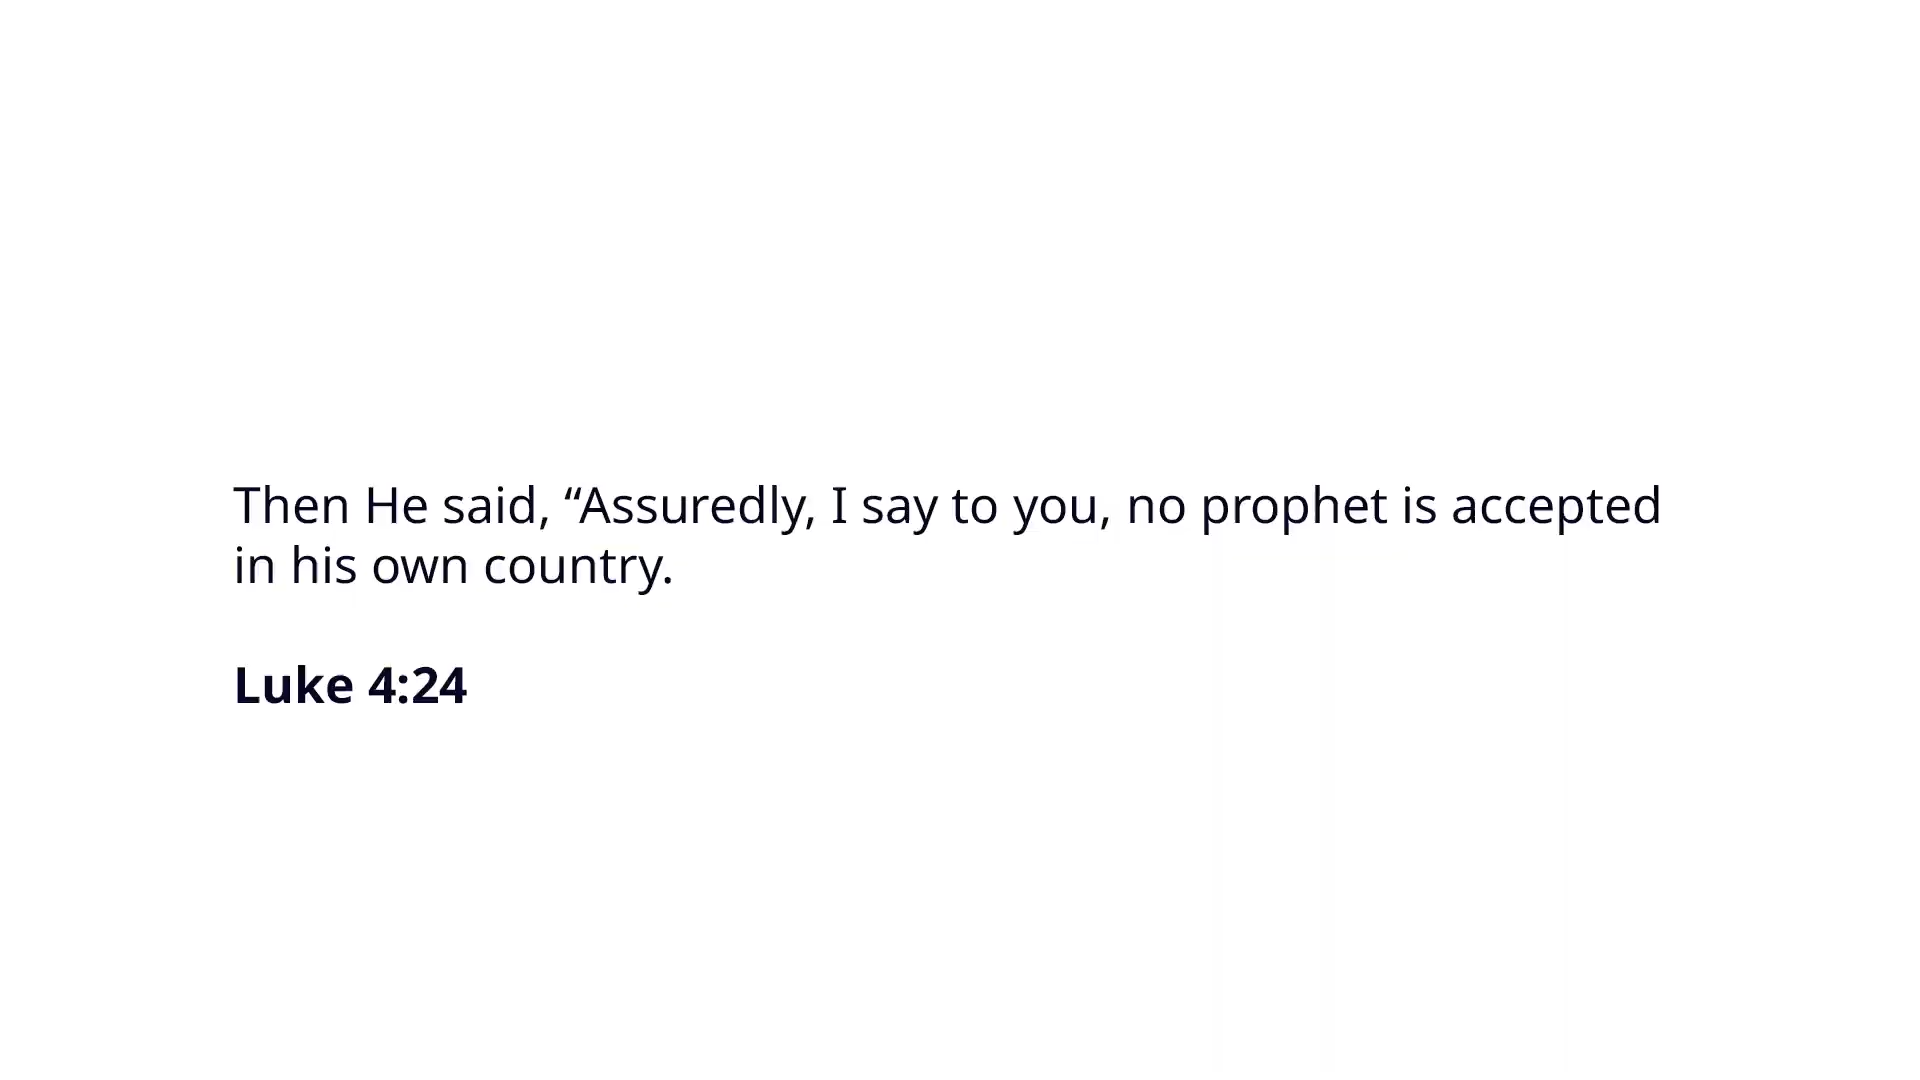 Then He said, “Assuredly, I say to you, no prophet is accepted
in his own country.
Luke 4:24